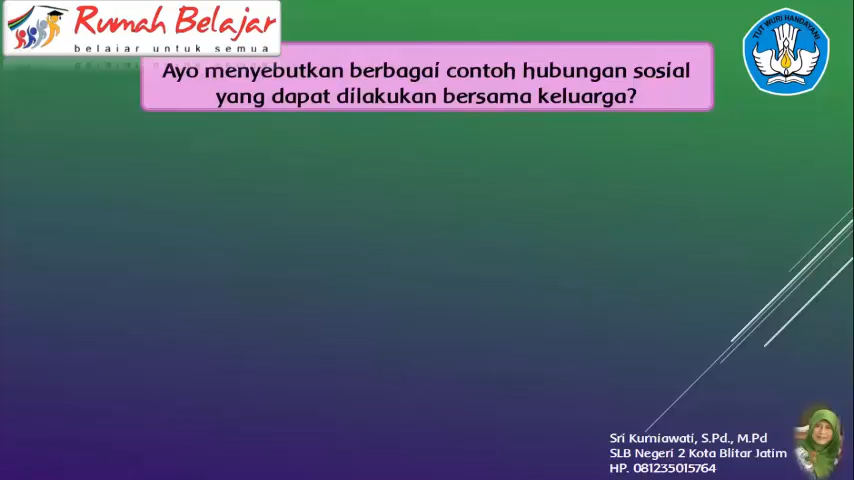 Rumah Belajar
belajar untuk semua
TUT WURI HANDAYANI
Ayo menyebutkan berbagai contoh hubungan sosial
yang dapat dilakukan bersama keluarga?
Sri Kurniawati, S.Pd., M.Pd
SLB Negeri 2 Kota Blitar Jatim
HP. 081235015764